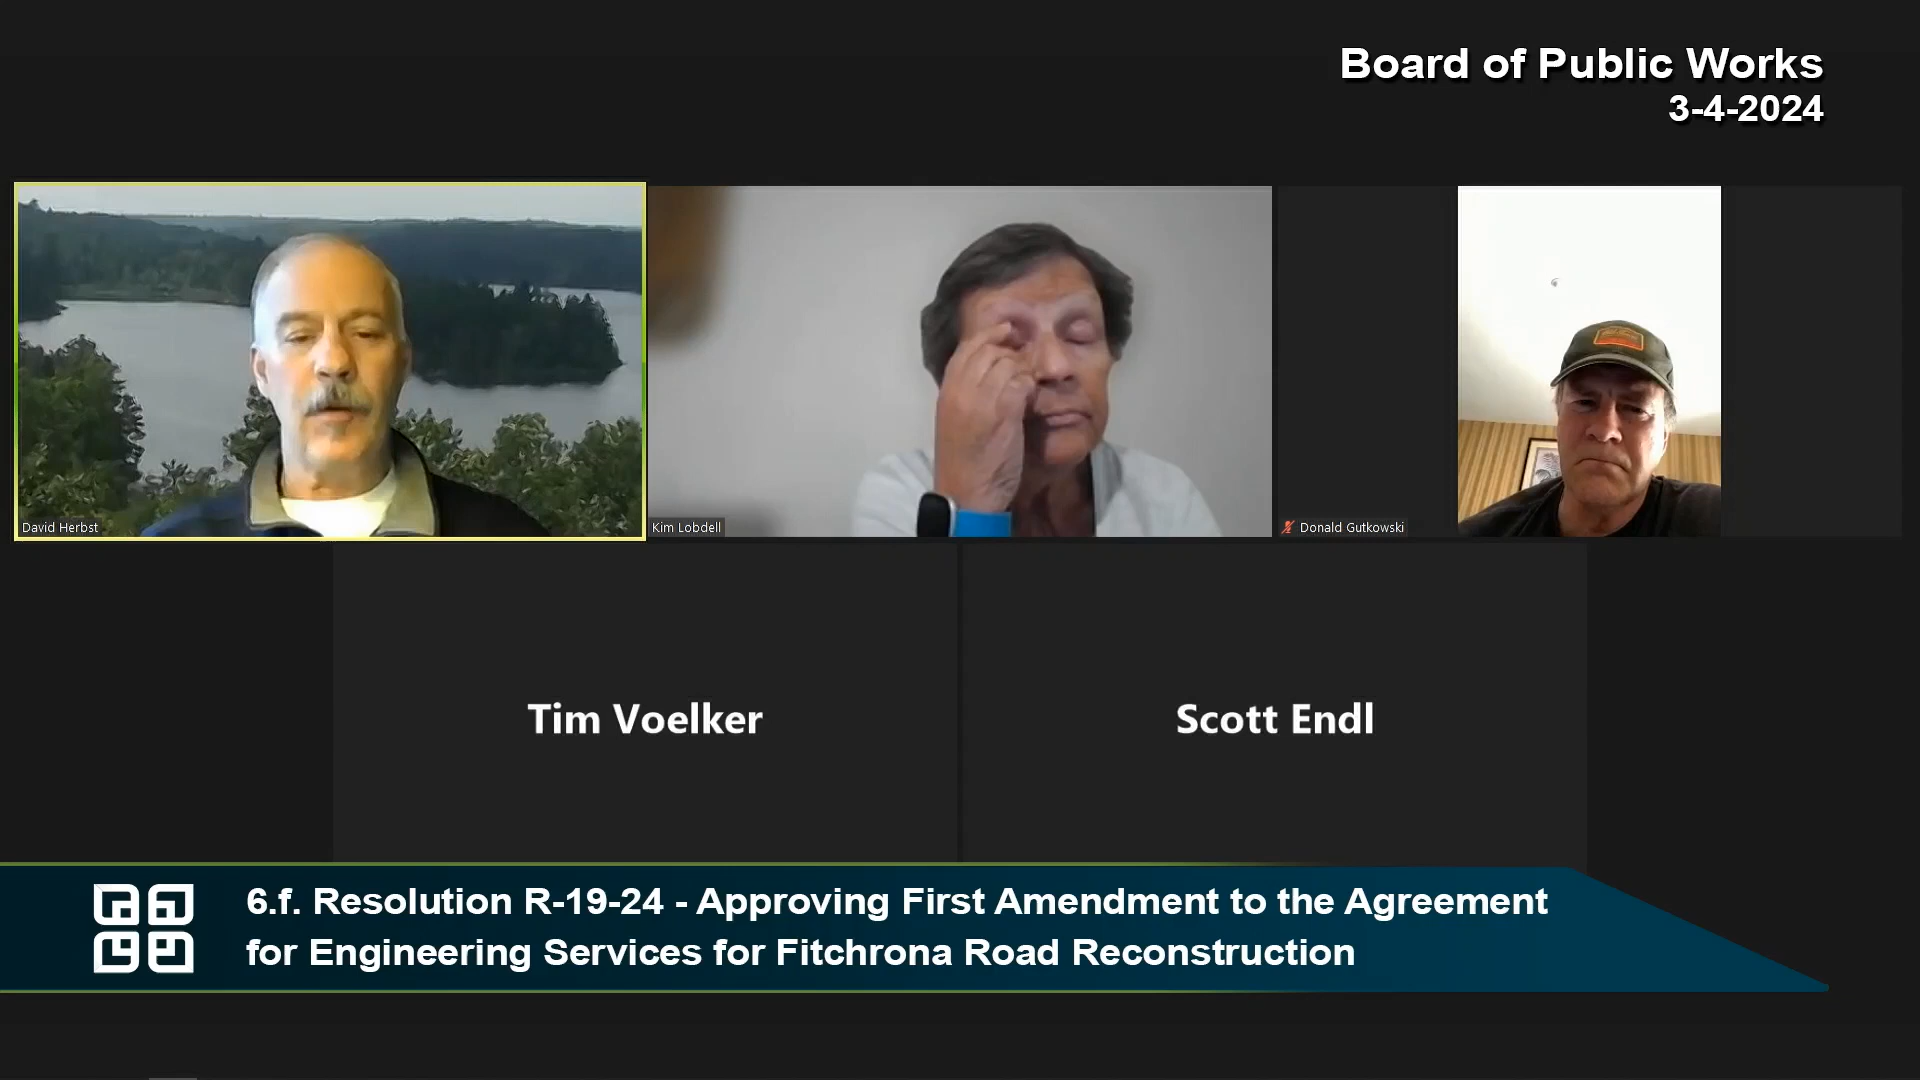 Board of Public Works
3-4-2024
David Herbst
Kim Lobdell
Donald Gutkowski
Tim Voelker
Scott Endl
6.f. Resolution R-19-24 - Approving First Amendment to the Agreement
for Engineering Services for Fitchrona Road Reconstruction